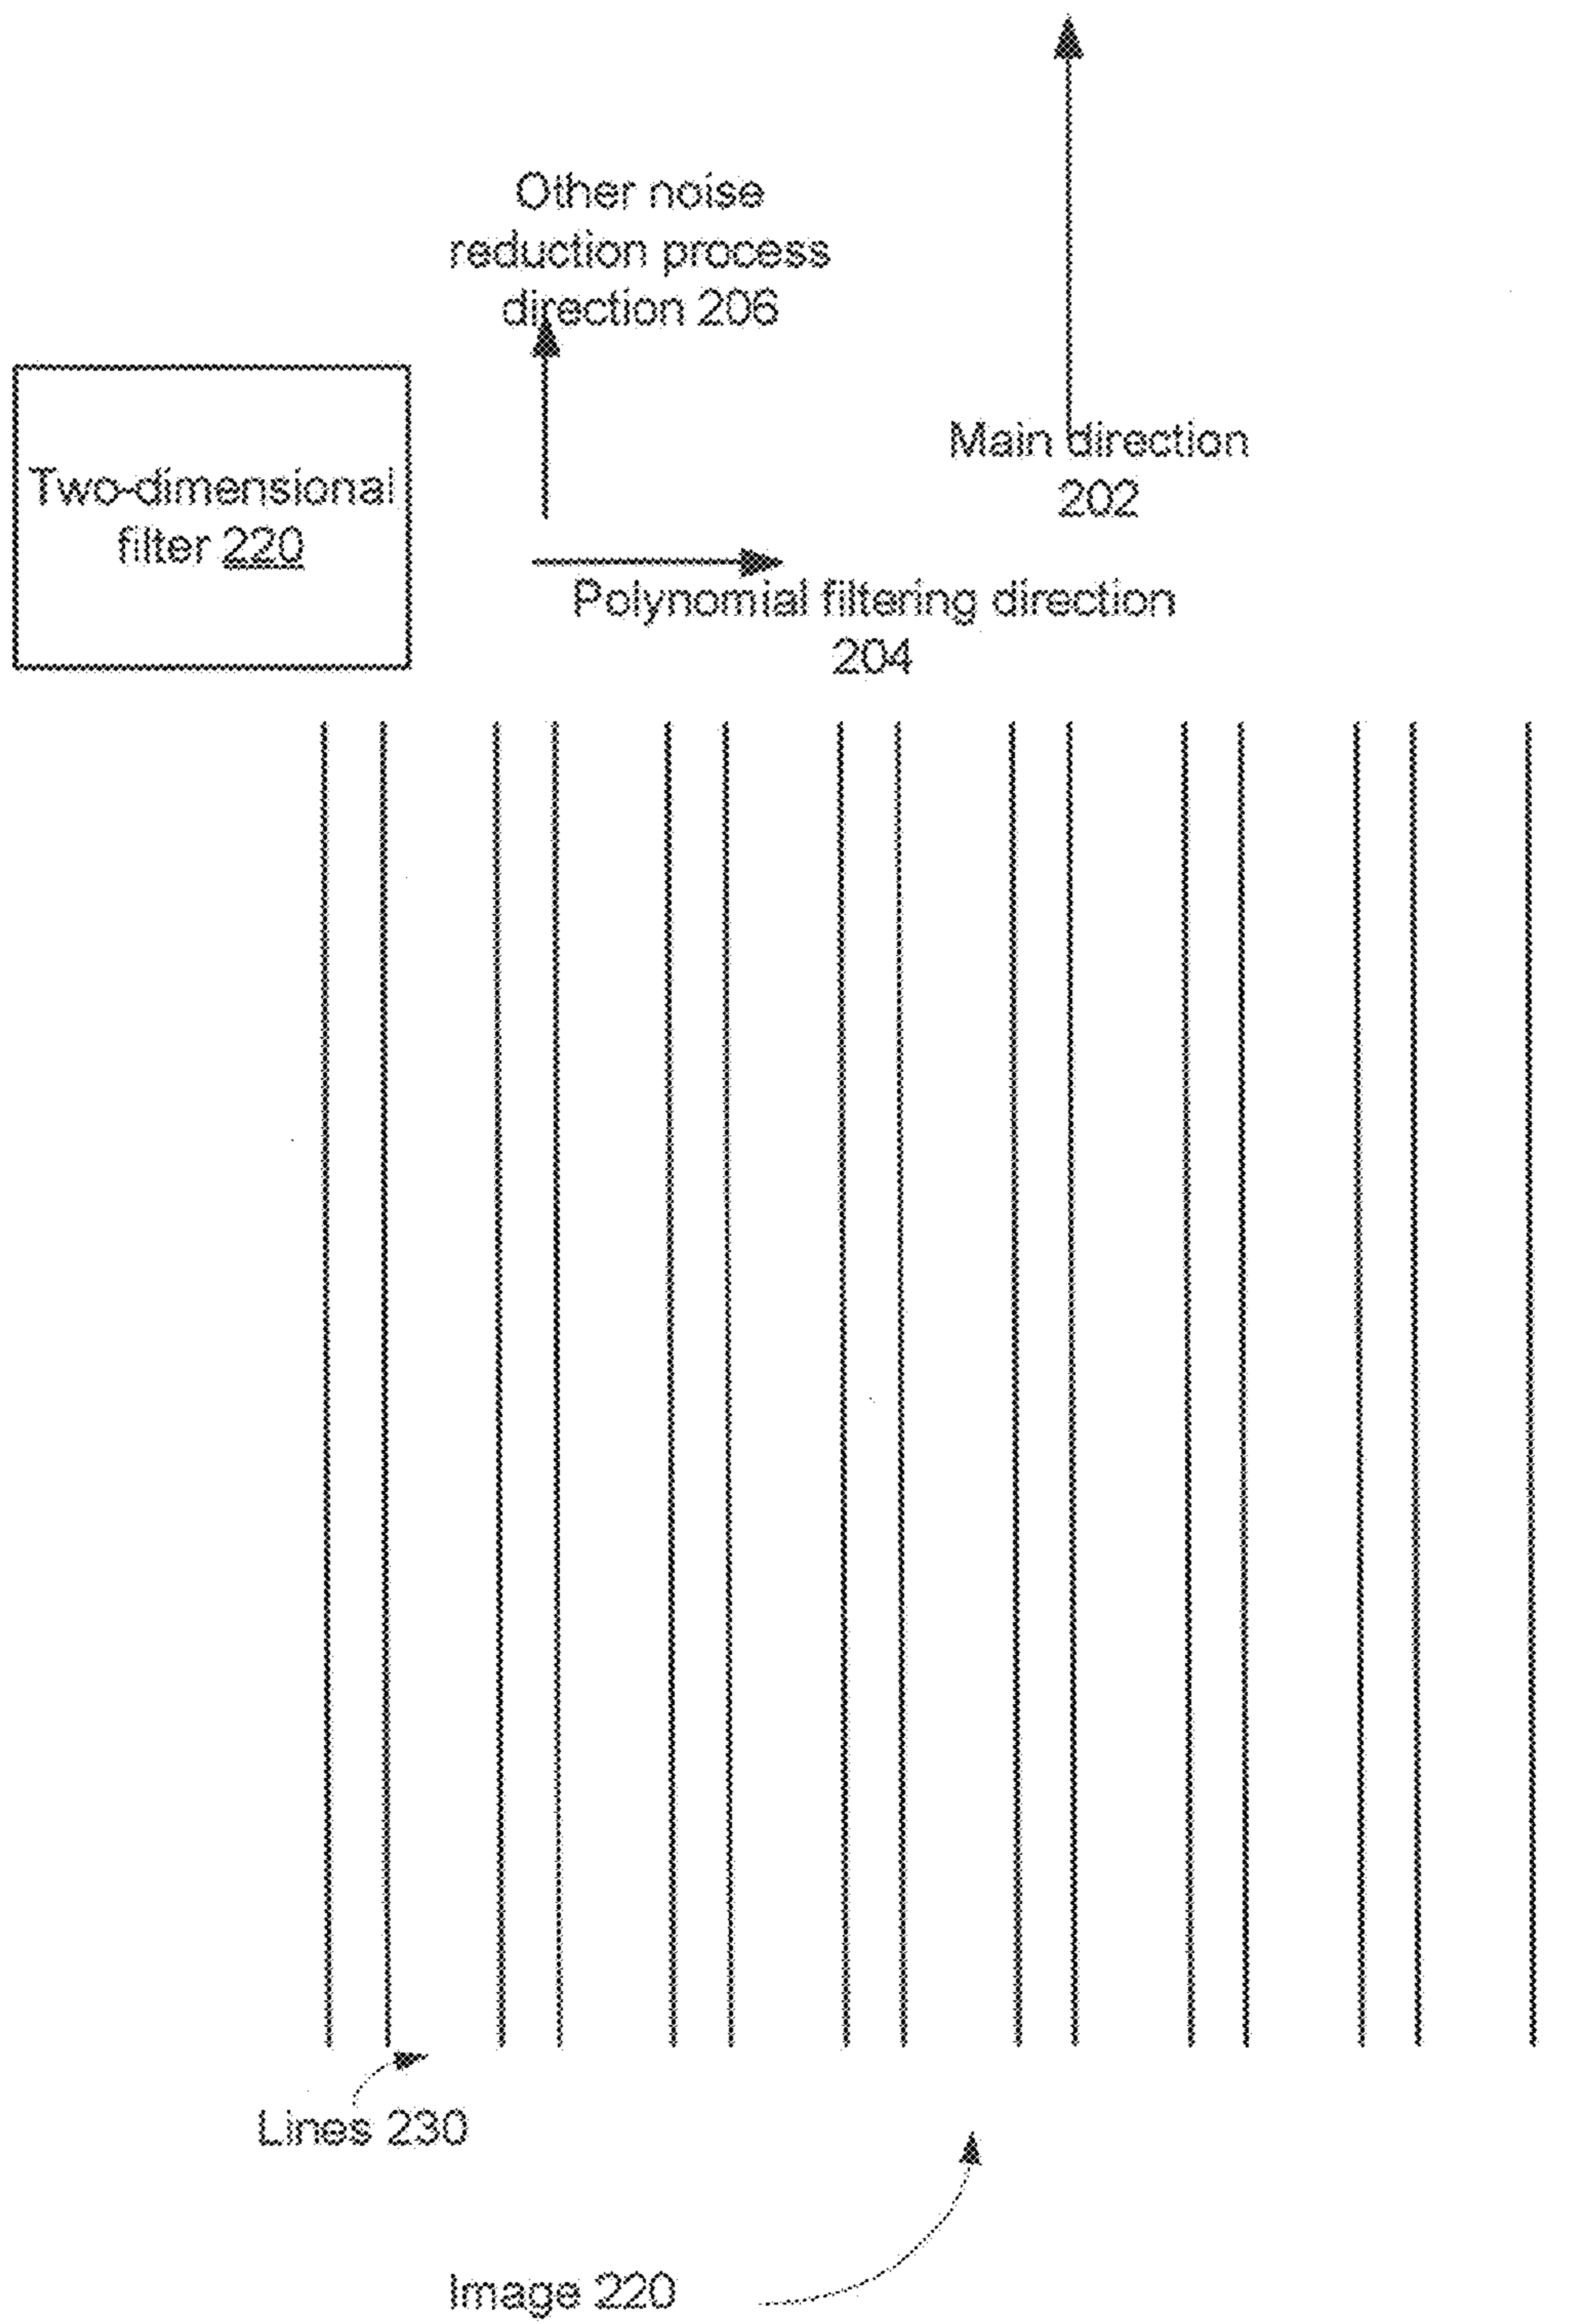 Other noise
reduction process
direction 206
Main direction
202
Two-dimensional
filter 220
Polynomial filtering direction
204
Lines 230
Image 220